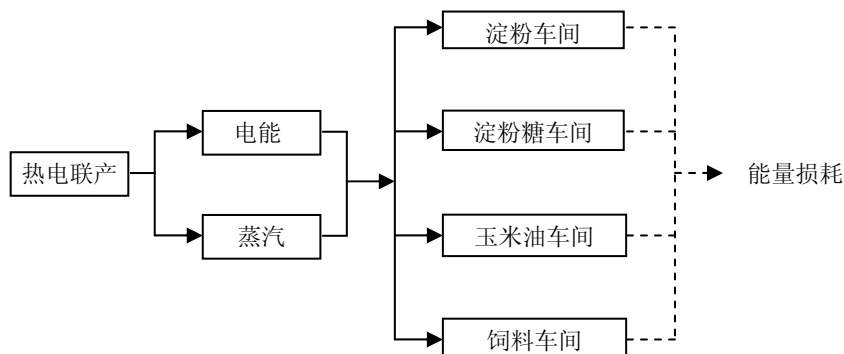 淀粉车间
电能
淀粉糖车间
热电联产
能量损耗
蒸汽
玉米油车间
饲料车间